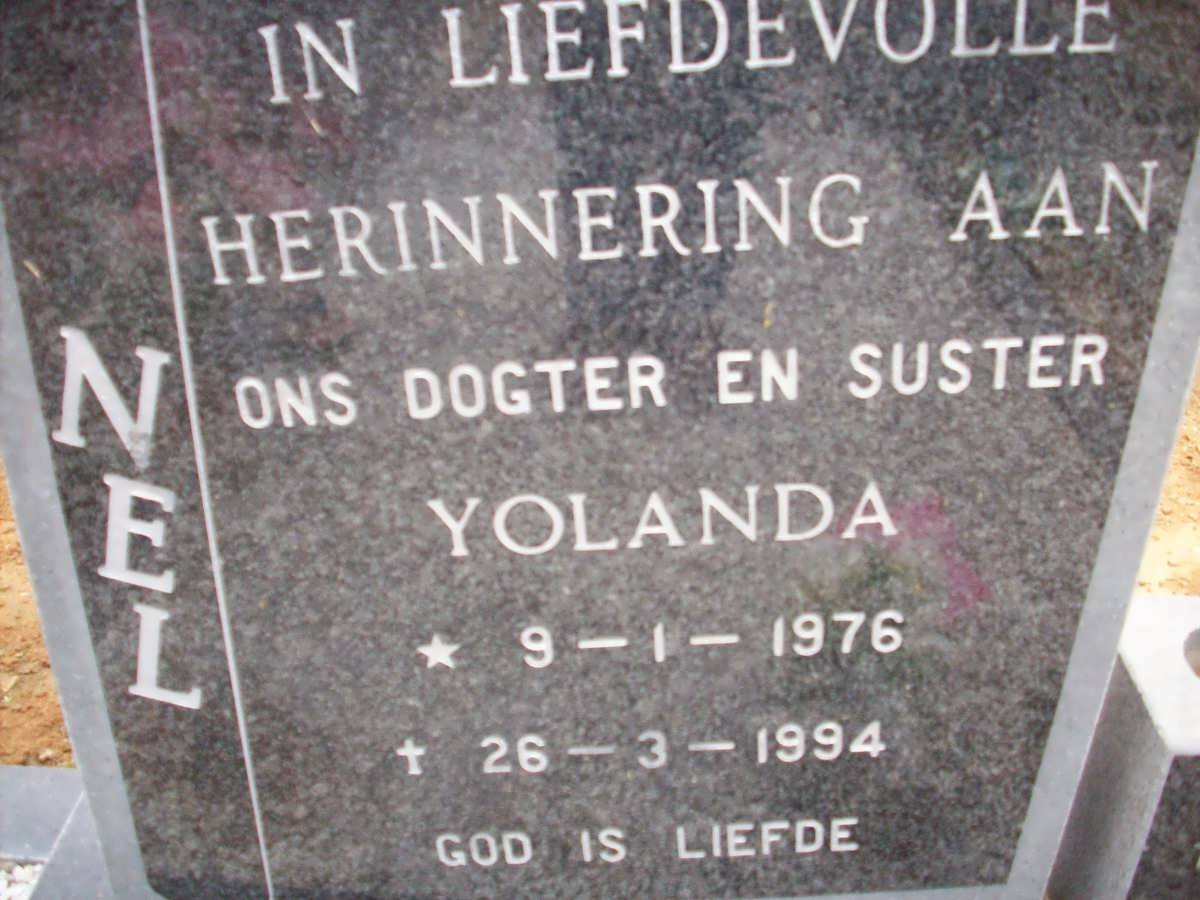 IN LIEFDEVOLLE
HERINNERING AAN
NEL
ONS DOGTER EN SUSTER
YOLANDA
★ 9 – 1 – 1976
✝ 26 – 3 – 1994
GOD IS LIEFDE